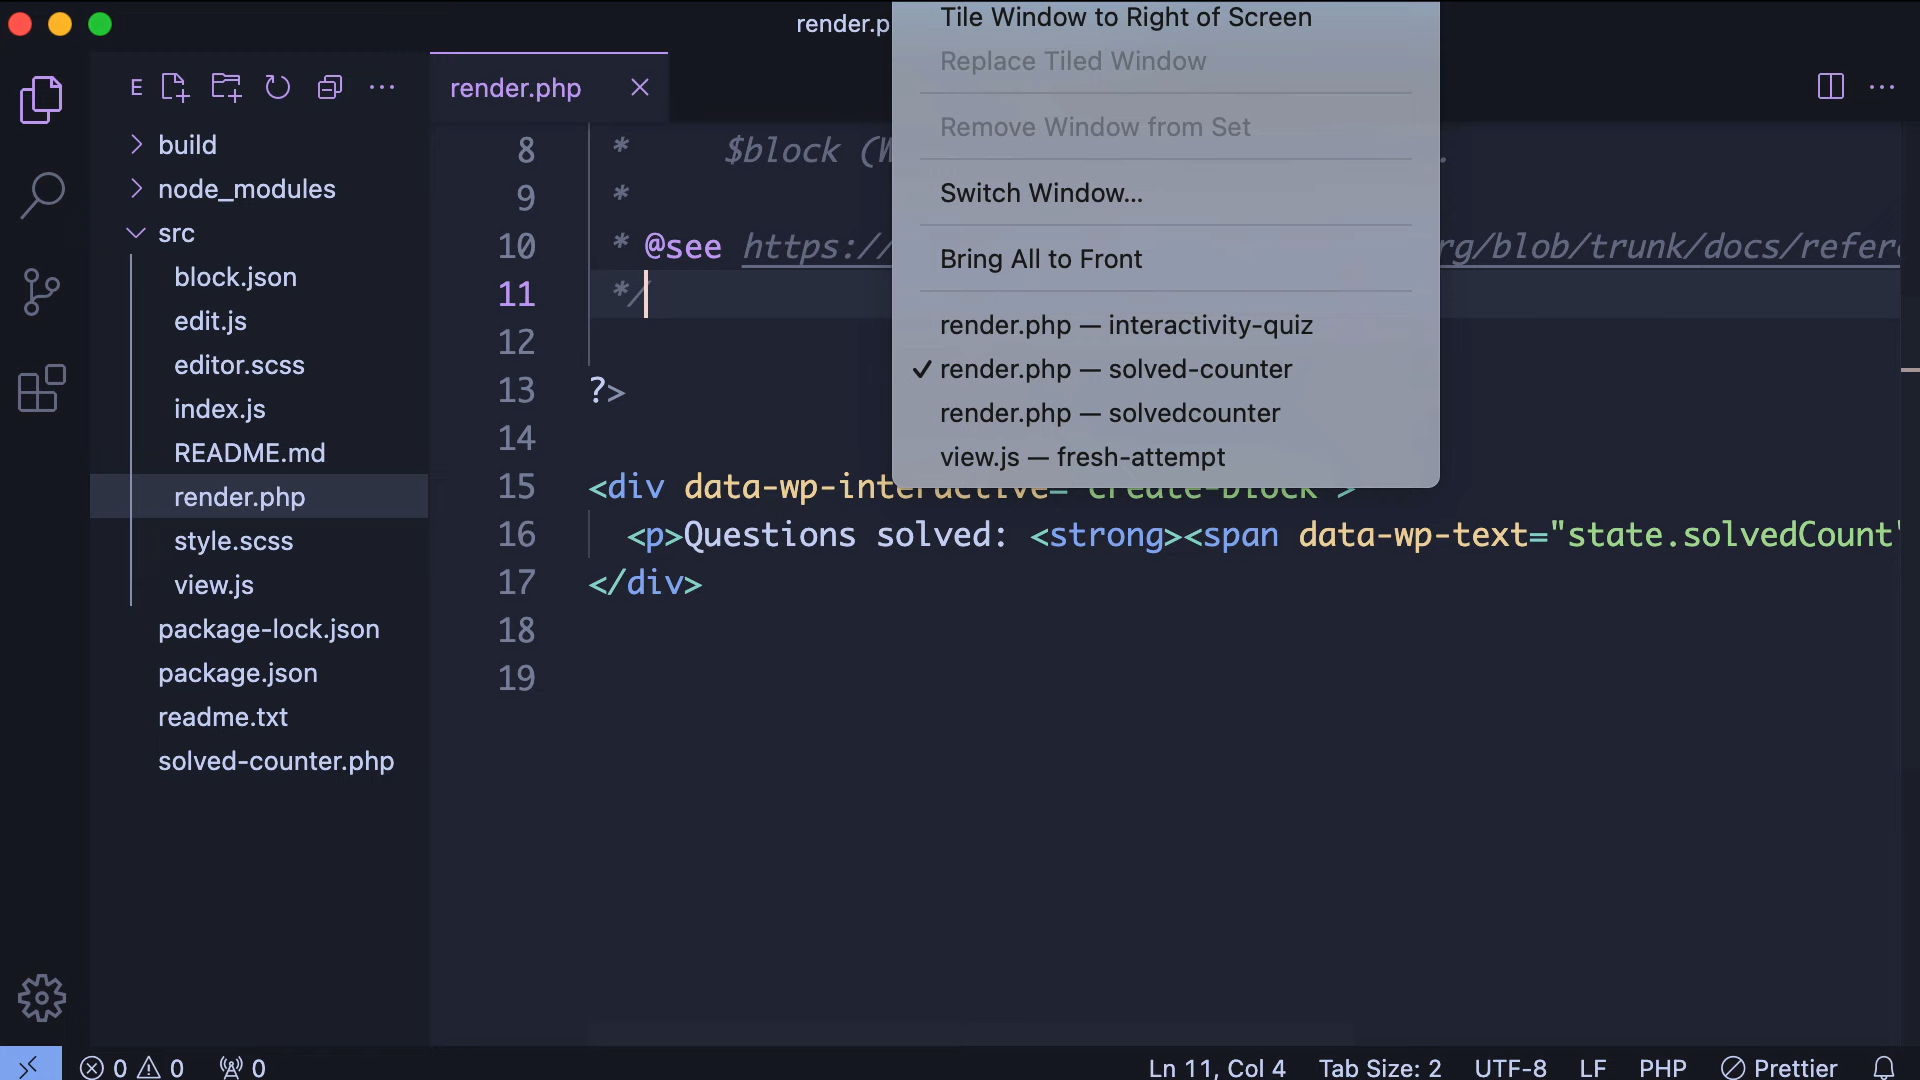 render.p
E
build
node_modules
src
block.json
edit.js
editor.scss
index.js
README.md
render.php
style.scss
view.js
package-lock.json
package.json
readme.txt
solved-counter.php
render.php
8 * $block (
9 *
10 * @see https://rg/blob/trunk/docs/refer
11 */
12
13 ?>
14
15 <div data-wp-interactive="create-block">
16 <p>Questions solved: <strong><span data-wp-text="state.solvedCount"
17 </div>
18
19
Tile Window to Right of Screen
Replace Tiled Window
Remove Window from Set
Switch Window...
Bring All to Front
render.php — interactivity-quiz
✓ render.php — solved-counter
render.php — solvedcounter
view.js — fresh-attempt
0 0 0
Ln 11, Col 4 Tab Size: 2 UTF-8 LF PHP Prettier